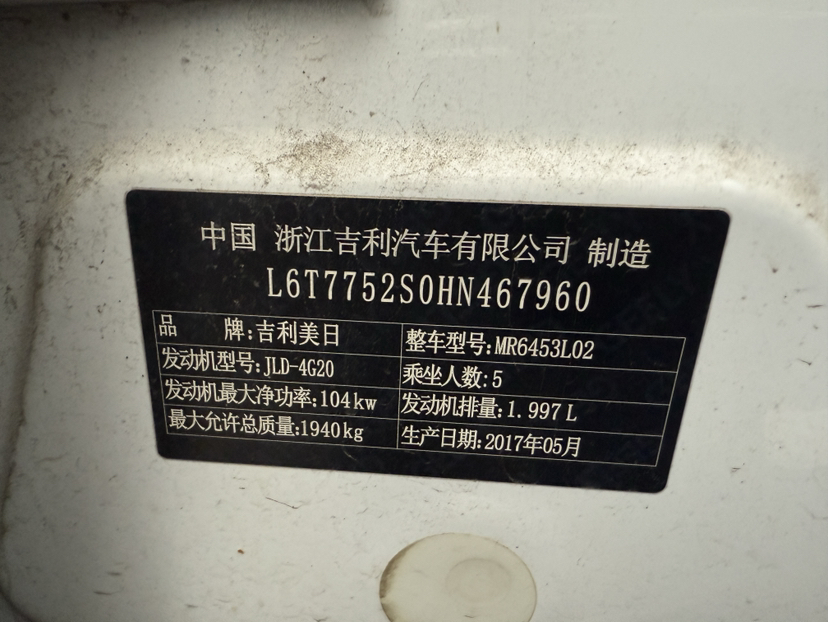 中国 浙江吉利汽车有限公司 制造
L6T7752S0HN467960
品 牌:吉利美日 整车型号:MR6453L02
发动机型号:JLD-4G20 乘坐人数:5
发动机最大净功率:104kw 发动机排量:1.997L
最大允许总质量:1940kg 生产日期:2017年05月